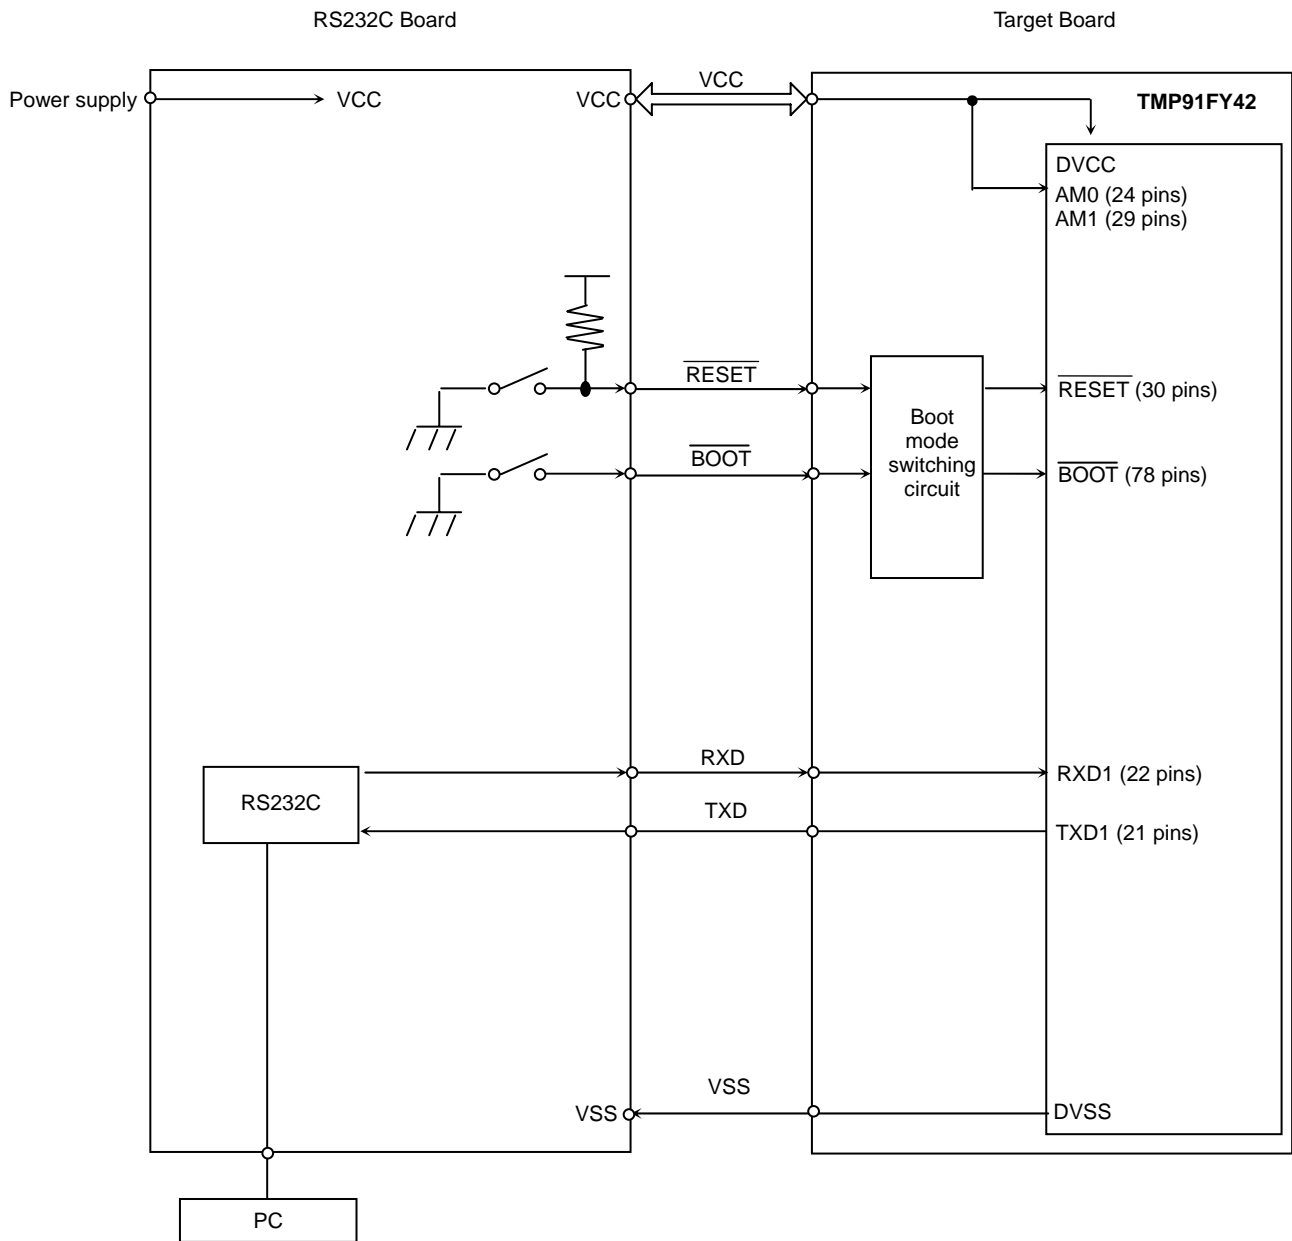 RS232C Board
Target Board
Power supply
VCC
VCC
VCC
TMP91FY42
DVCC
AM0 (24 pins)
AM1 (29 pins)
RESET
Boot
mode
switching
circuit
RESET (30 pins)
BOOT
BOOT (78 pins)
RXD
RXD1 (22 pins)
RS232C
TXD
TXD1 (21 pins)
VSS
VSS
DVSS
PC